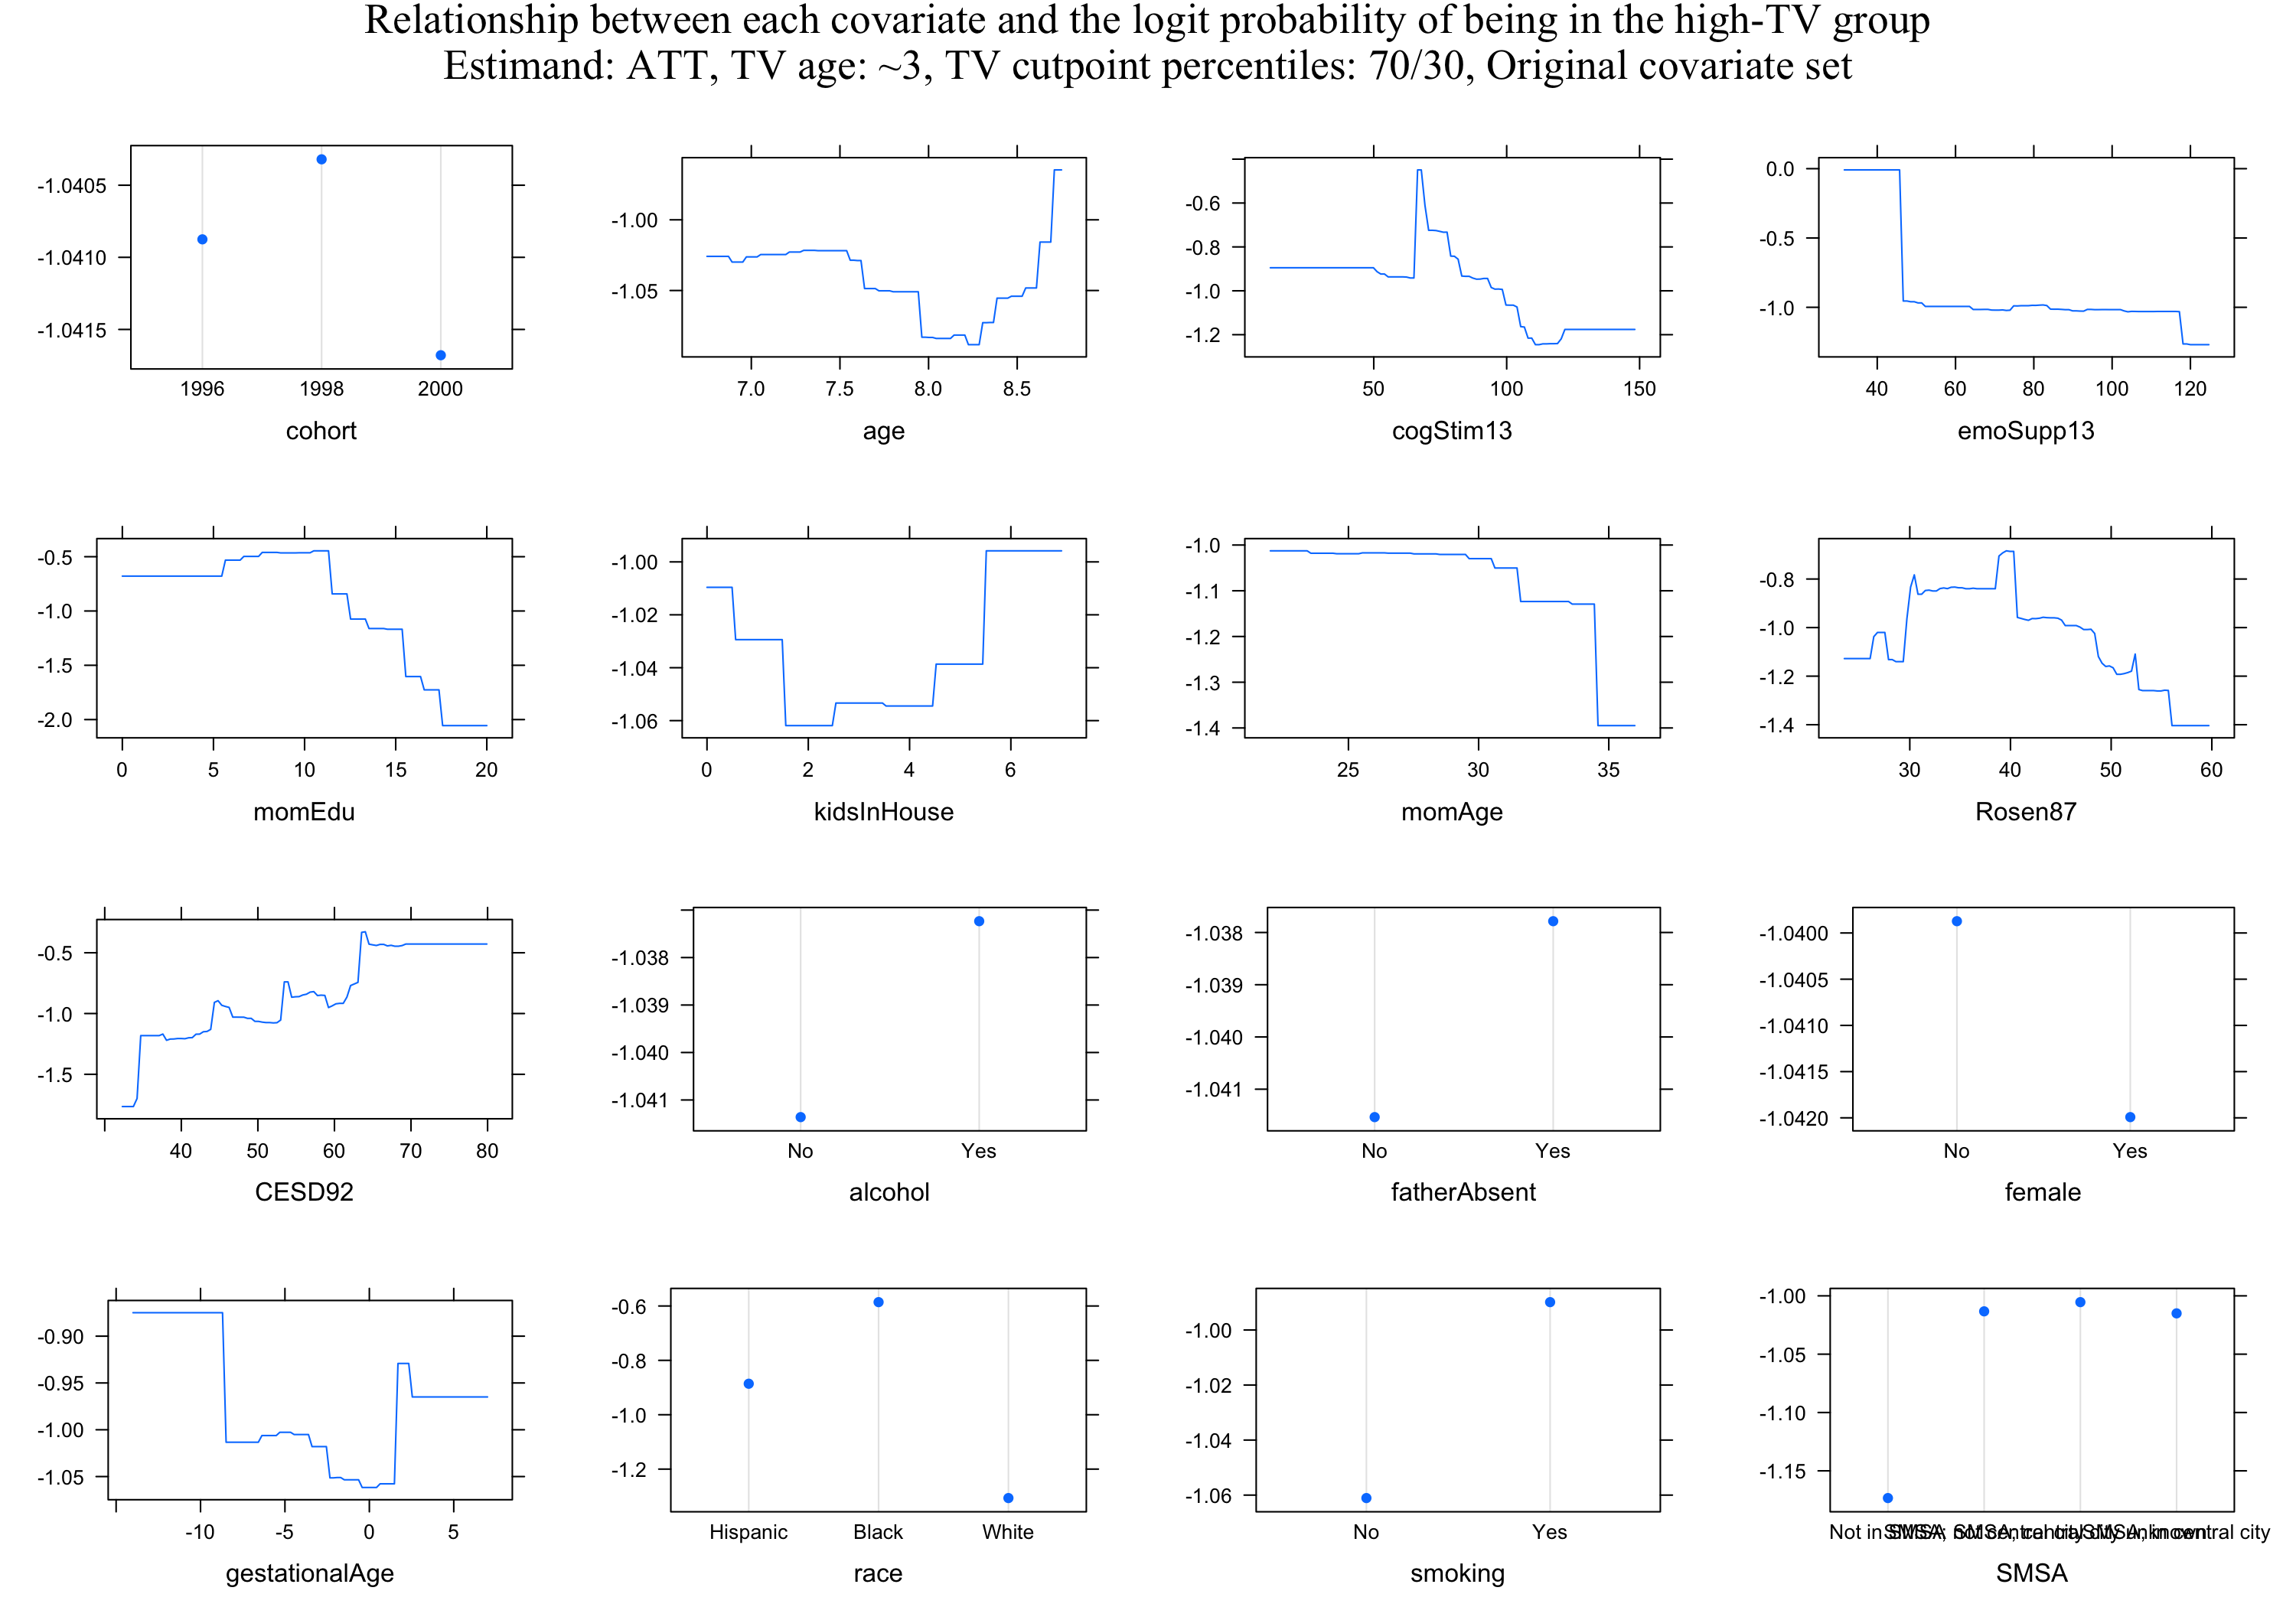 Relationship between each covariate and the logit probability of being in the high-TV group
Estimand: ATT, TV age: ~3, TV cutpoint percentiles: 70/30, Original covariate set
-1.0405
-1.0410
-1.0415
1996 1998 2000
cohort
-1.00
-1.05
7.0 7.5 8.0 8.5
age
-0.6
-0.8
-1.0
-1.2
50 100 150
cogStim13
0.0
-0.5
-1.0
40 60 80 100 120
emoSupp13
-0.5
-1.0
-1.5
-2.0
0 5 10 15 20
momEdu
-1.00
-1.02
-1.04
-1.06
0 2 4 6
kidsInHouse
-1.0
-1.1
-1.2
-1.3
-1.4
25 30 35
momAge
-0.8
-1.0
-1.2
-1.4
30 40 50 60
Rosen87
-0.5
-1.0
-1.5
40 50 60 70 80
CESD92
-1.038
-1.039
-1.040
-1.041
No Yes
alcohol
-1.038
-1.039
-1.040
-1.041
No Yes
fatherAbsent
-1.0400
-1.0405
-1.0410
-1.0415
-1.0420
No Yes
female
-0.90
-0.95
-1.00
-1.05
-10 -5 0 5
gestationalAge
-0.6
-0.8
-1.0
-1.2
Hispanic Black White
race
-1.00
-1.02
-1.04
-1.06
No Yes
smoking
-1.00
-1.05
-1.10
-1.15
Not in central city
SMSA